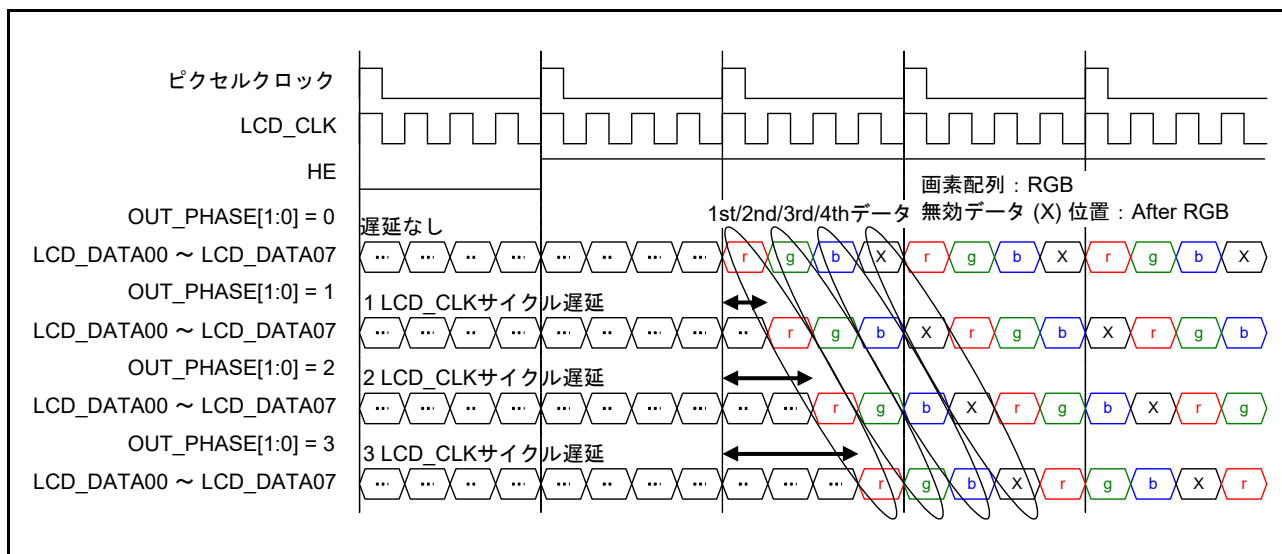 ピクセルクロック
LCD_CLK
HE
画素配列：RGB
OUT_PHASE[1:0] = 0
1st/2nd/3rd/4thデータ
無効データ (X) 位置：After RGB
遅延なし
LCD_DATA00 ～ LCD_DATA07 ... ... ... ... ... .. ... ... r g b X r g b X r g b X
OUT_PHASE[1:0] = 1
1 LCD_CLKサイクル遅延
LCD_DATA00 ～ LCD_DATA07 ... ... ... ... ... .. ... ... .. r g b X r g b X r g b
OUT_PHASE[1:0] = 2
2 LCD_CLKサイクル遅延
LCD_DATA00 ～ LCD_DATA07 ... ... ... ... ... .. ... ... .. ... r g b X r g b X r g
OUT_PHASE[1:0] = 3
3 LCD_CLKサイクル遅延
LCD_DATA00 ～ LCD_DATA07 ... ... ... ... ... .. ... ... .. ... ... r g b X r g b X r